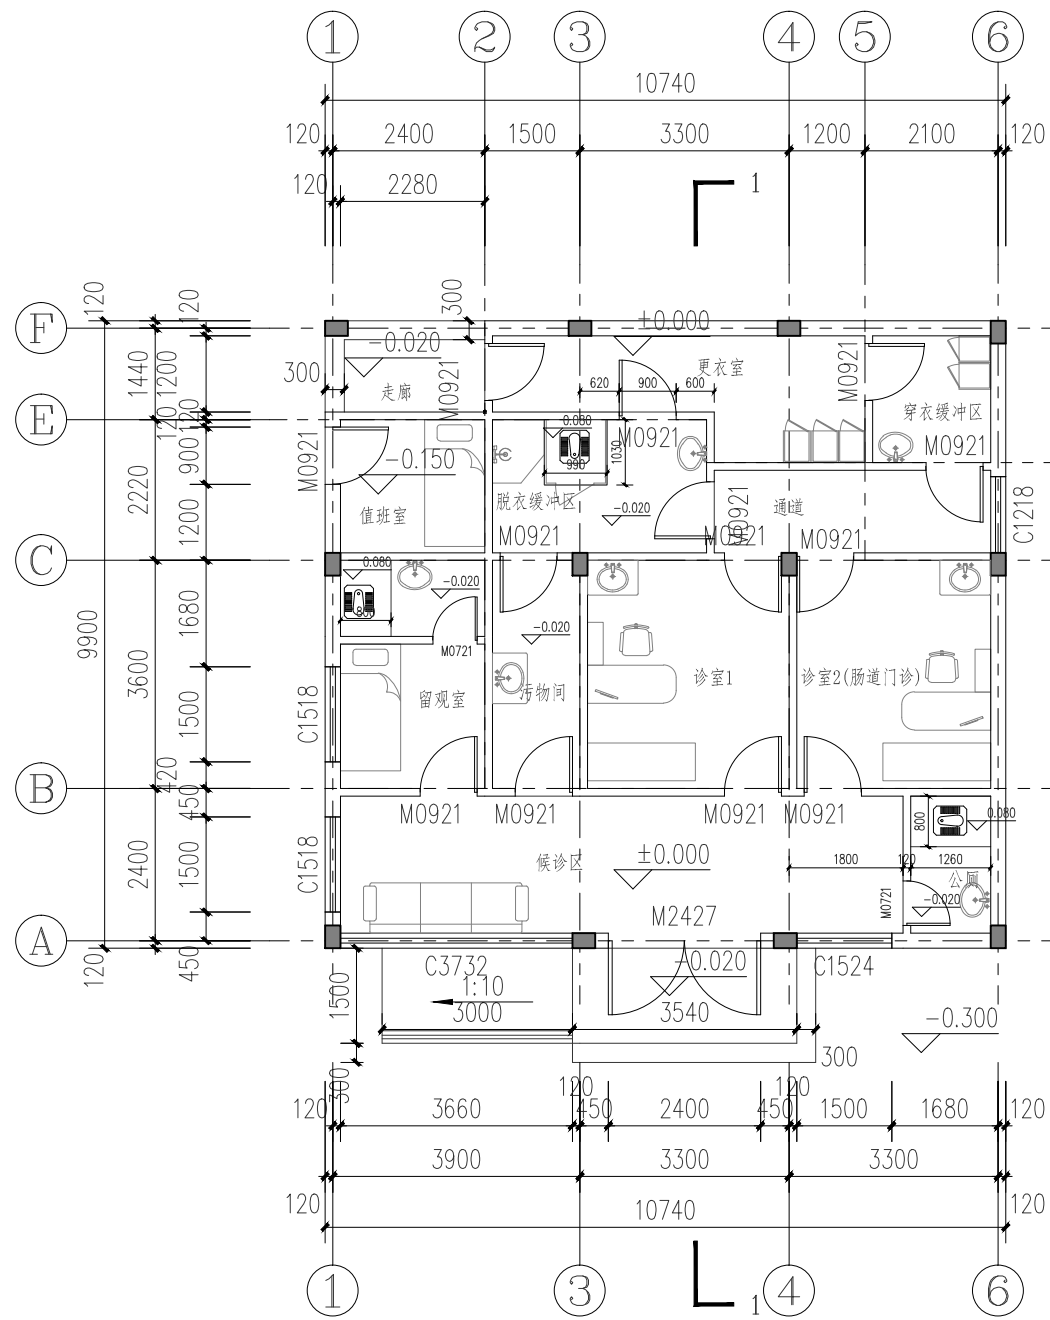 1 2 3 4 5 6
10740
120 2400 1500 3300 1200 2100 120
120 2280
1
F
120
120
300
±0.000
-0.020
更衣室
M0921
M0921
1440
1200
300
走廊
620 900 600
穿衣缓冲区
E
120
120
0.080
M0921
M0921
M0921
900
-0.150
990
1030
2220
1200
值班室
脱衣缓冲区
-0.020
通道
M0921
C1218
M0921
M0921
M0921
C
0.080
-0.020
800
1680
-0.020
M0721
9900
3600
留观室
污物间
诊室1
诊室2(肠道门诊)
C1518
1500
B
420
450
M0921
M0921
M0921
M0921
800
0.080
2400
1500
C1518
候诊区
±0.000
1800 120 1260
公厕
M0721
-0.020
M2427
A
120
450
C3732
-0.020
C1524
1:10
1500
3000
3540
-0.300
300
300
120
120
120 3660 450 2400 450 1500 1680 120
3900 3300 3300
120 10740 120
1 3 4 6
1